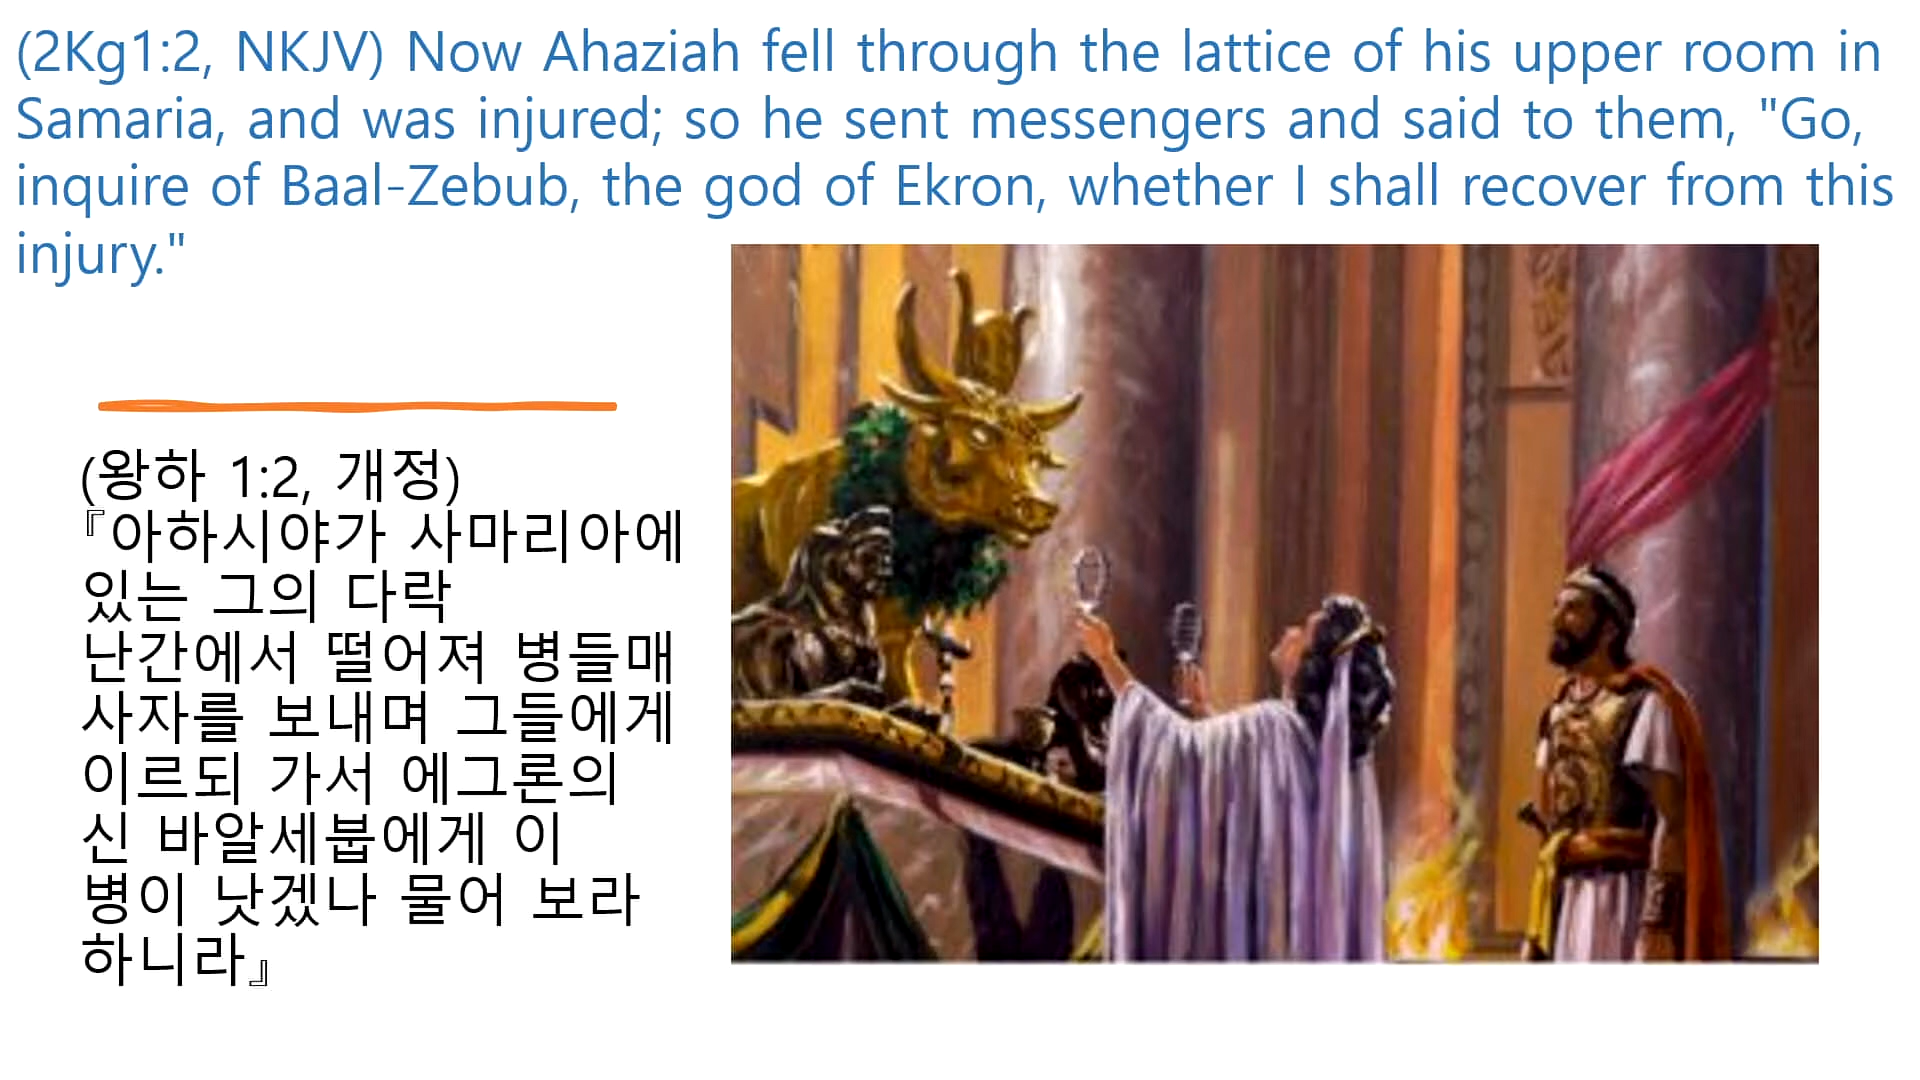 (2Kg1:2, NKJV) Now Ahaziah fell through the lattice of his upper room in
Samaria, and was injured; so he sent messengers and said to them, "Go,
inquire of Baal-Zebub, the god of Ekron, whether I shall recover from this
injury."
(왕하 1:2, 개정)
『아하시야가 사마리아에
있는 그의 다락
난간에서 떨어져 병들매
사자를 보내며 그들에게
이르되 가서 에그론의
신 바알세붑에게 이
병이 낫겠나 물어 보라
하니라』